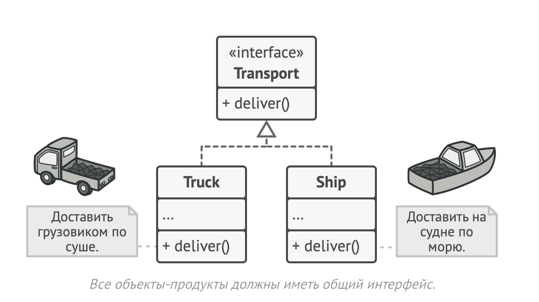 «interface»
Transport
+ deliver()
Truck
...
+ deliver()
Ship
...
+ deliver()
Доставить
грузовиком по
суше.
Доставить на
судне по
морю.
Все объекты-продукты должны иметь общий интерфейс.